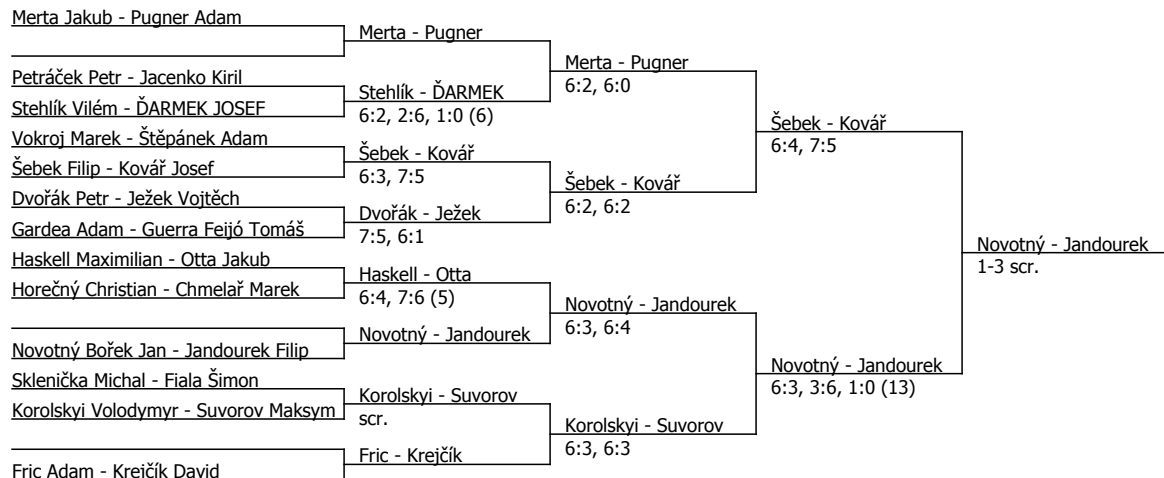 Merta Jakub - Pugner Adam
Merta - Pugner
Merta - Pugner
6:2, 6:0
Petráček Petr - Jacenko Kiril
Stehlík Vilém - ĎARMEK JOSEF
Stehlík - ĎARMEK
6:2, 2:6, 1:0 (6)
Šebek - Kovář
6:4, 7:5
Vokroj Marek - Štěpánek Adam
Šebek Filip - Kovář Josef
Šebek - Kovář
6:3, 7:5
Šebek - Kovář
6:2, 6:2
Dvořák Petr - Ježek Vojtěch
Gardea Adam - Guerra Feijó Tomáš
Dvořák - Ježek
7:5, 6:1
Novotný - Jandourek
1-3 scr.
Haskell Maximilian - Otta Jakub
Horečný Christian - Chmelař Marek
Haskell - Otta
6:4, 7:6 (5)
Novotný - Jandourek
6:3, 6:4
Novotný Bořek Jan - Jandourek Filip
Novotný - Jandourek
Novotný - Jandourek
6:3, 3:6, 1:0 (13)
Sklenička Michal - Fiala Šimon
Korolskyi Volodymyr - Suvorov Maksym
Korolskyi - Suvorov
scr.
Korolskyi - Suvorov
6:3, 6:3
Fric - Krejčík
Fric Adam - Krejčík David